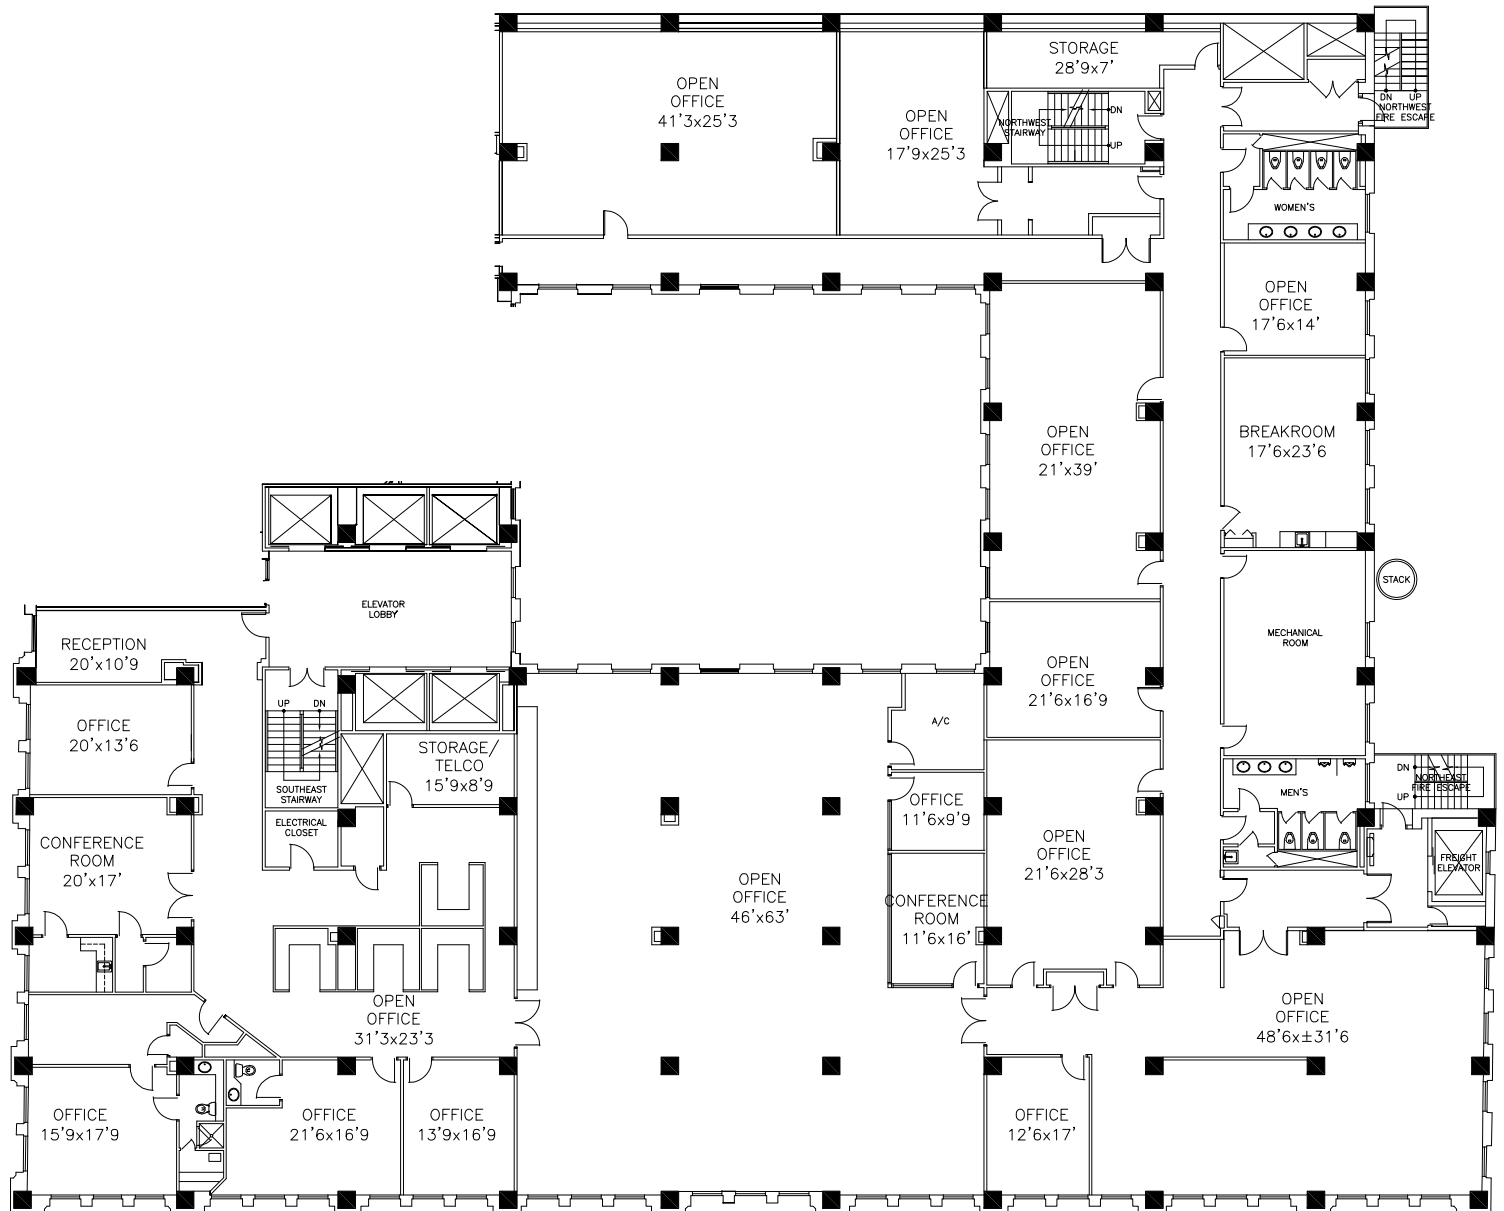 STORAGE
28'9x7'
OPEN
OFFICE
41'3x25'3
OPEN
OFFICE
17'9x25'3
NORTHWEST
STAIRWAY
DN
UP
DN
UP
NORTHWEST
FIRE ESCAPE
WOMEN'S
OPEN
OFFICE
17'6x14'
OPEN
OFFICE
21'x39'
BREAKROOM
17'6x23'6
STACK
ELEVATOR
LOBBY
MECHANICAL
ROOM
RECEPTION
20'x10'9
OPEN
OFFICE
21'6x16'9
UP
DN
OFFICE
20'x13'6
A/C
STORAGE/
TELCO
15'9x8'9
SOUTHEAST
STAIRWAY
DN
UP
NORTHEAST
FIRE ESCAPE
MEN'S
OFFICE
11'6x9'9
ELECTRICAL
CLOSET
CONFERENCE
ROOM
20'x17'
OPEN
OFFICE
21'6x28'3
FREIGHT
ELEVATOR
OPEN
OFFICE
46'x63'
CONFERENCE
ROOM
11'6x16'
OPEN
OFFICE
31'3x23'3
OPEN
OFFICE
48'6x±31'6
OFFICE
15'9x17'9
OFFICE
21'6x16'9
OFFICE
13'9x16'9
OFFICE
12'6x17'